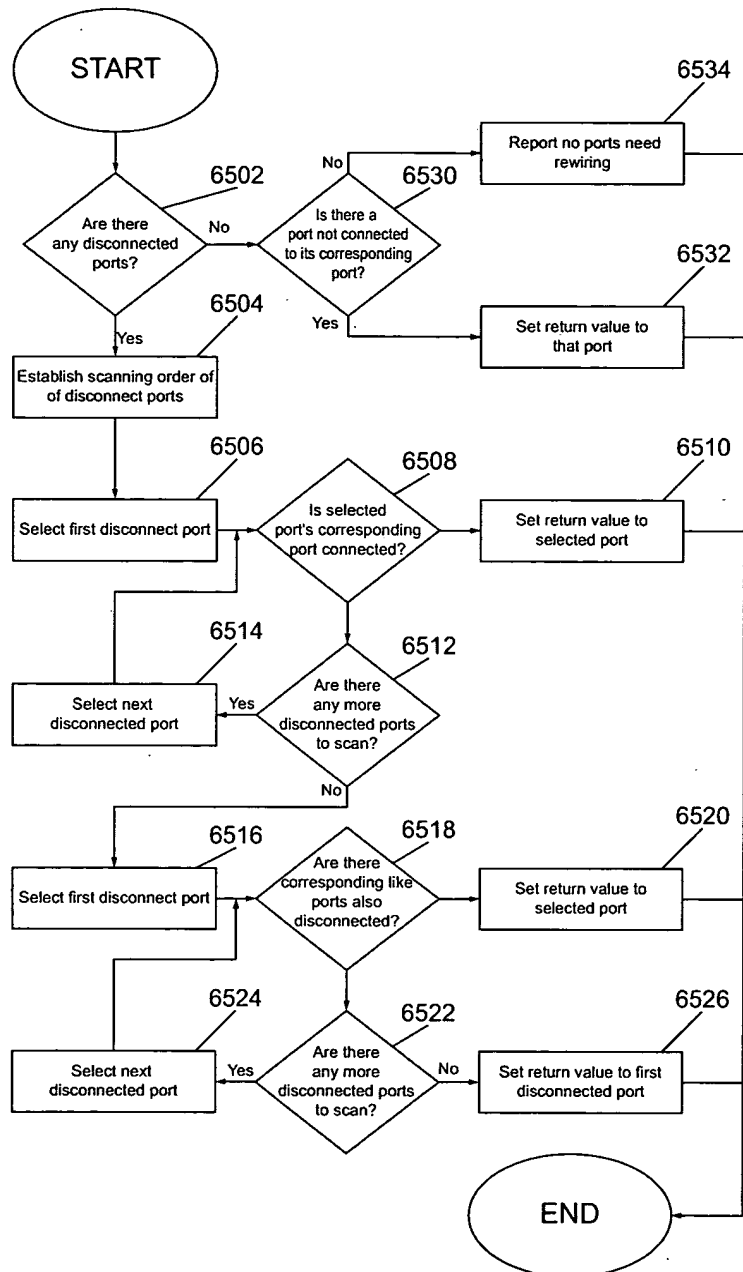 START
6502
Are there
any disconnected
ports?
No
6530
Is there a
port not connected
to its corresponding
port?
No
6534
Report no ports need
rewiring
Yes
6532
Set return value to
that port
Yes
6504
Establish scanning order of
of disconnect ports
6506
Select first disconnect port
6508
Is selected
port's corresponding
port connected?
6510
Set return value to
selected port
6512
Are there
any more
disconnected ports
to scan?
Yes
6514
Select next
disconnected port
No
6516
Select first disconnect port
6518
Are there
corresponding like
ports also
disconnected?
6520
Set return value to
selected port
6522
Are there
any more
disconnected ports
to scan?
Yes
6524
Select next
disconnected port
No
6526
Set return value to first
disconnected port
END